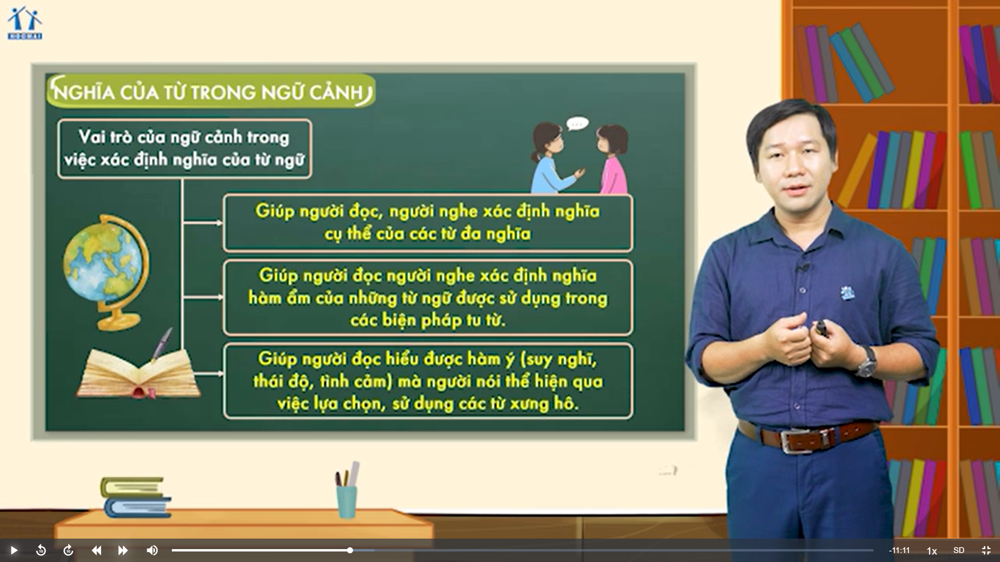 HOCMAI
NGHĨA CỦA TỪ TRONG NGỮ CẢNH
Vai trò của ngữ cảnh trong
việc xác định nghĩa của từ ngữ
Giúp người đọc, người nghe xác định nghĩa
cụ thể của các từ đa nghĩa
Giúp người đọc người nghe xác định nghĩa
hàm ẩm của những từ ngữ được sử dụng trong
các biện pháp tu từ.
Giúp người đọc hiểu được hàm ý (suy nghĩ,
thái độ, tình cảm) mà người nói thể hiện qua
việc lựa chọn, sử dụng các từ xưng hô.
10
10
-11:11
1x
SD